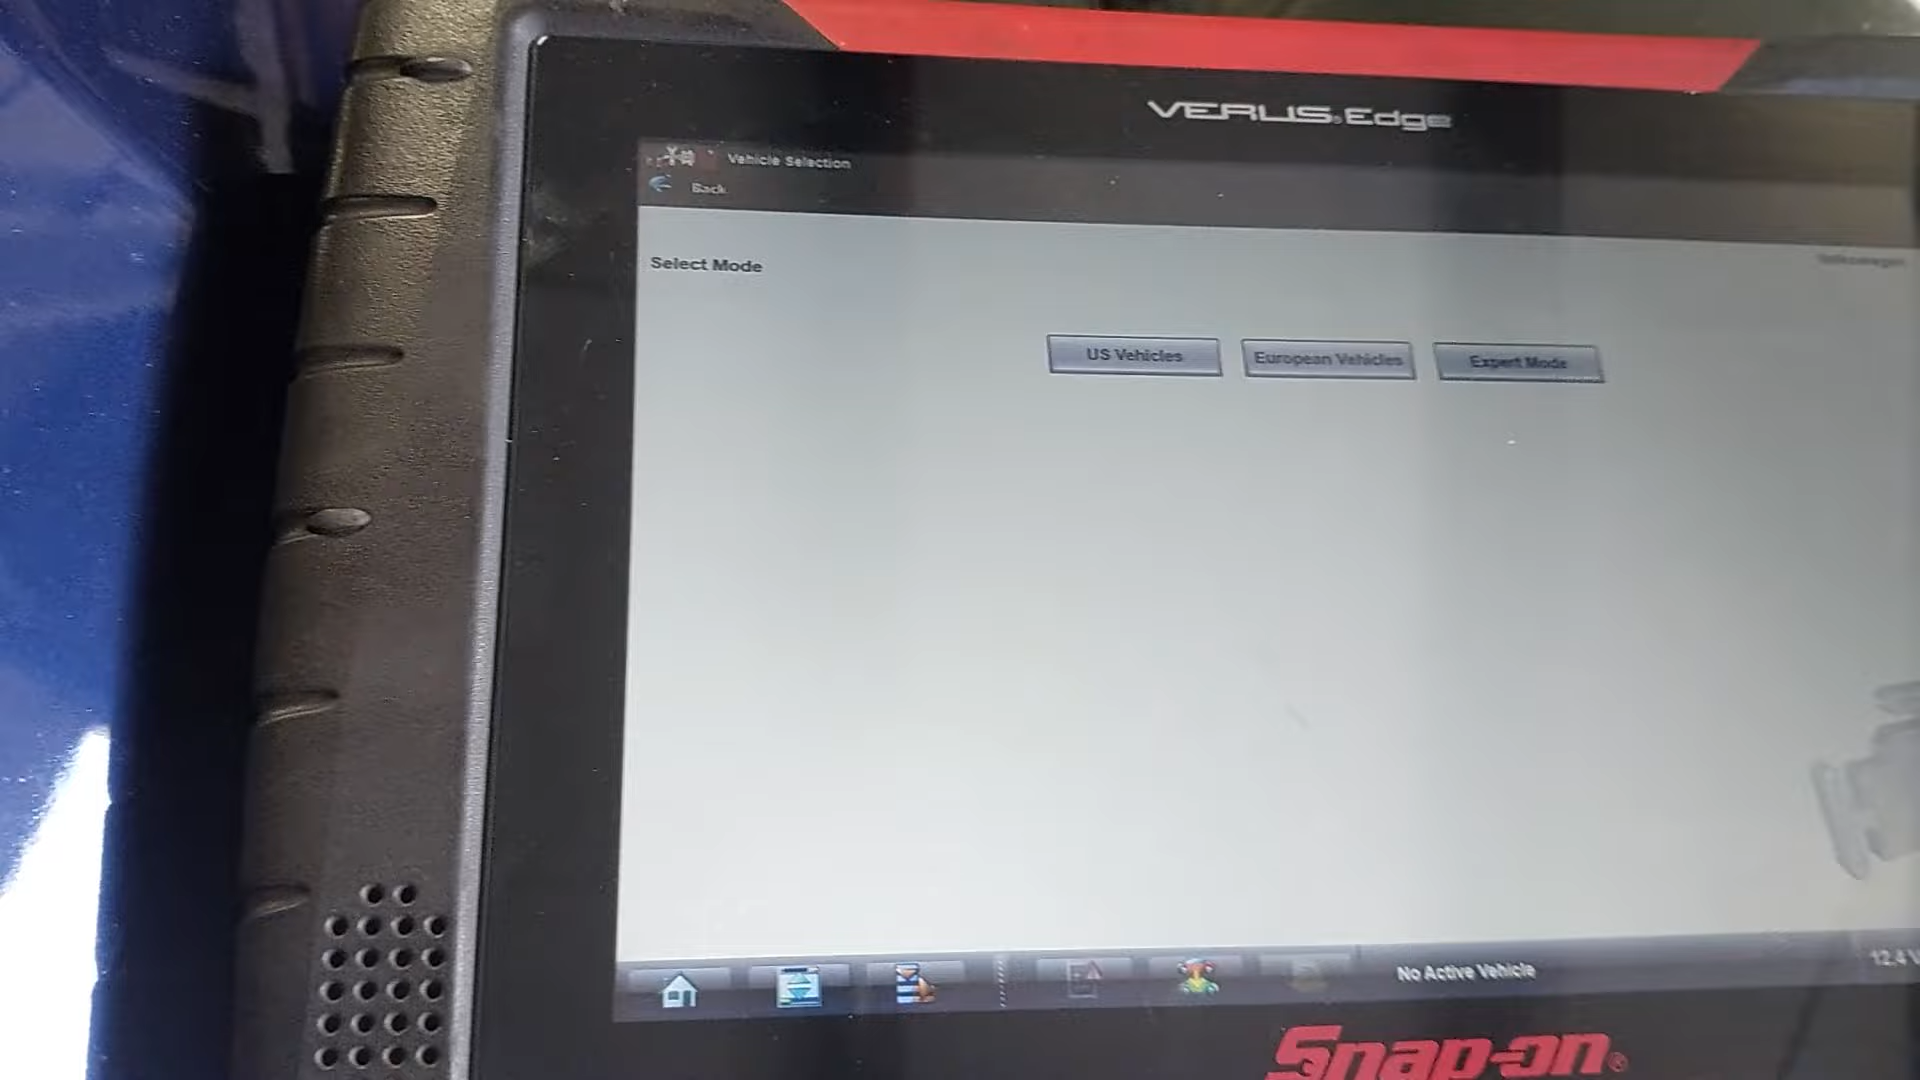 VERUS® Edge
Vehicle Selection
Back
Select Mode
Volkswagen
US Vehicles
European Vehicles
Expert Mode
No Active Vehicle
12.4 V
Snap-on®